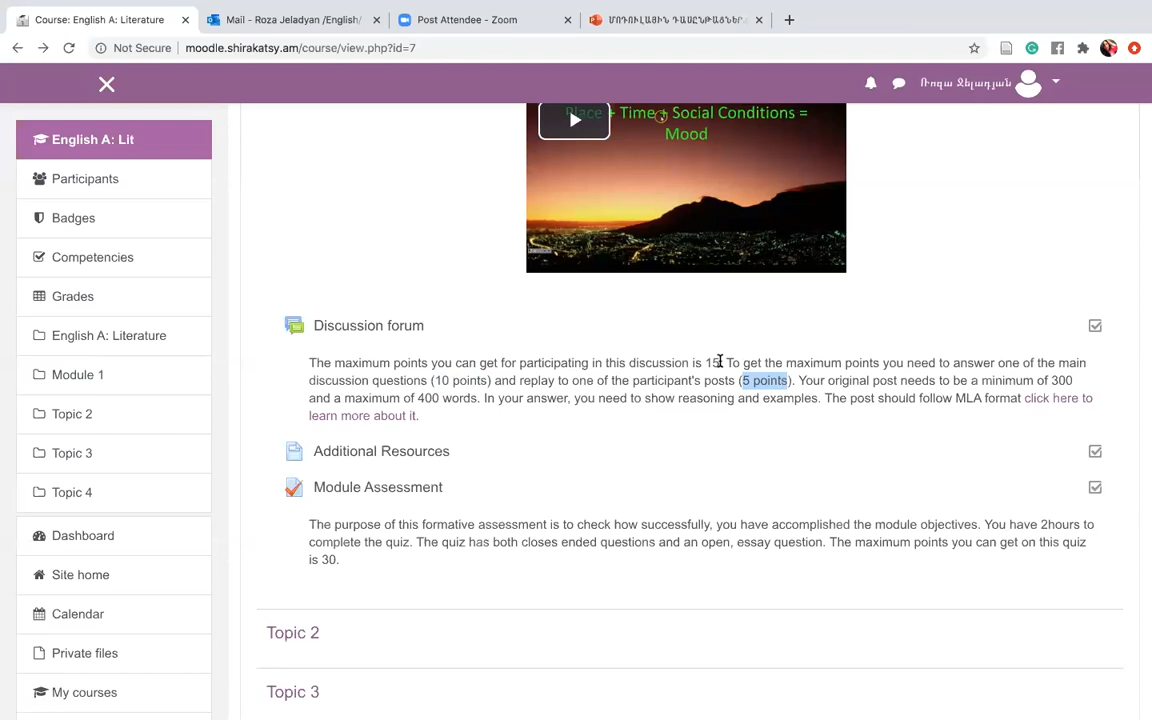 Course: English A: Literature
Mail - Roza Jeladyan /English/
Post Attendee - Zoom
ՄՈԴՈՒԼԱՅԻՆ ԴԱՍԸՆԹԱՑՆԵՐ
Not Secure
moodle.shirakatsy.am/course/view.php?id=7
Ռոզա Ջելադյան
English A: Lit
Participants
Badges
Competencies
Grades
English A: Literature
Module 1
Topic 2
Topic 3
Topic 4
Dashboard
Site home
Calendar
Private files
My courses
Place + Time + Social Conditions =
Mood
Discussion forum
The maximum points you can get for participating in this discussion is 15. To get the maximum points you need to answer one of the main
discussion questions (10 points) and replay to one of the participant's posts (5 points). Your original post needs to be a minimum of 300
and a maximum of 400 words. In your answer, you need to show reasoning and examples. The post should follow MLA format click here to
learn more about it.
Additional Resources
Module Assessment
The purpose of this formative assessment is to check how successfully, you have accomplished the module objectives. You have 2hours to
complete the quiz. The quiz has both closes ended questions and an open, essay question. The maximum points you can get on this quiz
is 30.
Topic 2
Topic 3